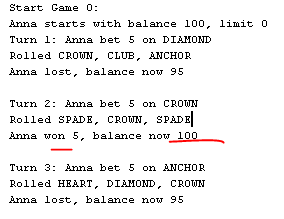 Start Game 0:
Anna starts with balance 100, limit 0
Turn 1: Anna bet 5 on DIAMOND
Rolled CROWN, CLUB, ANCHOR
Anna lost, balance now 95
Turn 2: Anna bet 5 on CROWN
Rolled SPADE, CROWN, SPADE
Anna won 5, balance now 100
Turn 3: Anna bet 5 on ANCHOR
Rolled HEART, DIAMOND, CROWN
Anna lost, balance now 95